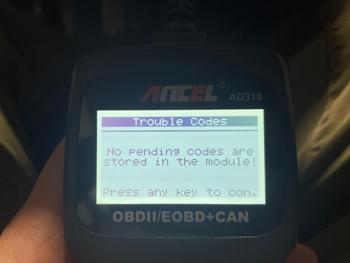 ANCEL AD310
Trouble Codes
No pending codes are
stored in the module!
Press any key to con.
OBDII/EOBD+CAN